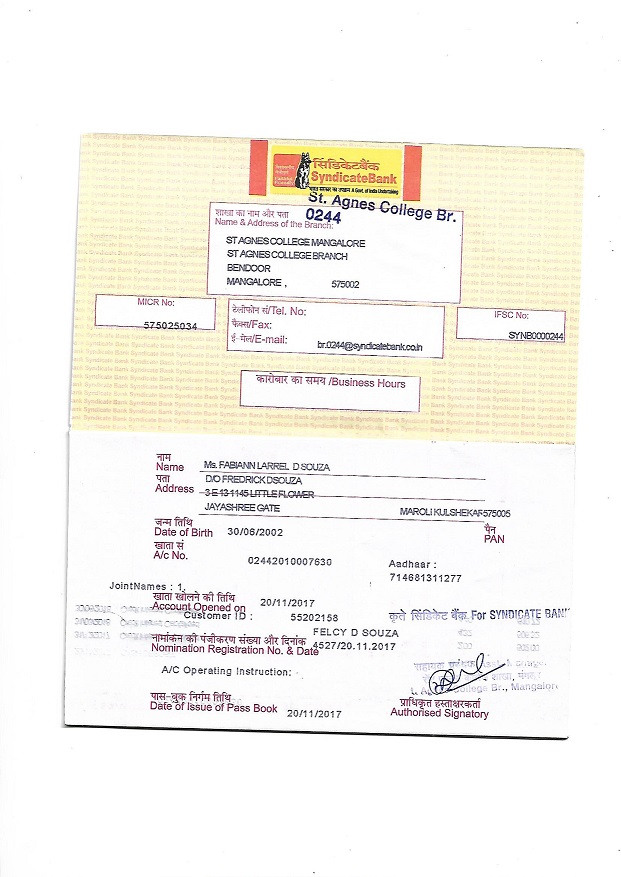 सिंडिकेटबैंक
SyndicateBank
भारत सरकार का उपक्रम A Govt. of India Undertaking
St. Agnes College Br.
0244
शाखा का नाम और पता
Name & Address of the Branch:
ST AGNES COLLEGE MANGALORE
ST AGNES COLLEGE BRANCH
BENDOOR
MANGALORE , 575002
MICR No:
575025034
टेलीफोन सं/Tel. No:
फैक्स/Fax:
ई-मेल/E-mail: br.0244@syndicatebank.co.in
IFSC No:
SYNB0000244
कारोबार का समय /Business Hours
नाम
Name Ms. FABIANN LARREL D SOUZA
पता D/O FREDRICK DSOUZA
Address 3 E 13 1145 LITTLE FLOWER
JAYASHREE GATE MAROLI KULSHEKAR 575005
जन्म तिथि
Date of Birth 30/06/2002
पैन
PAN
खाता सं
A/c No. 02442010007630
Aadhaar :
714681311277
JointNames : 1.
खाता खोलने की तिथि
Account Opened on 20/11/2017
Customer ID : 55202158
कृते सिंडिकेट बैंक For SYNDICATE BANK
FELCY D SOUZA
नामांकन की पंजीकरण संख्या और दिनांक
Nomination Registration No. & Date 4527/20.11.2017
A/C Operating Instruction:
College Br., Mangalore
पास-बुक निर्गम तिथि
Date of Issue of Pass Book 20/11/2017
प्राधिकृत हस्ताक्षरकर्ता
Authorised Signatory